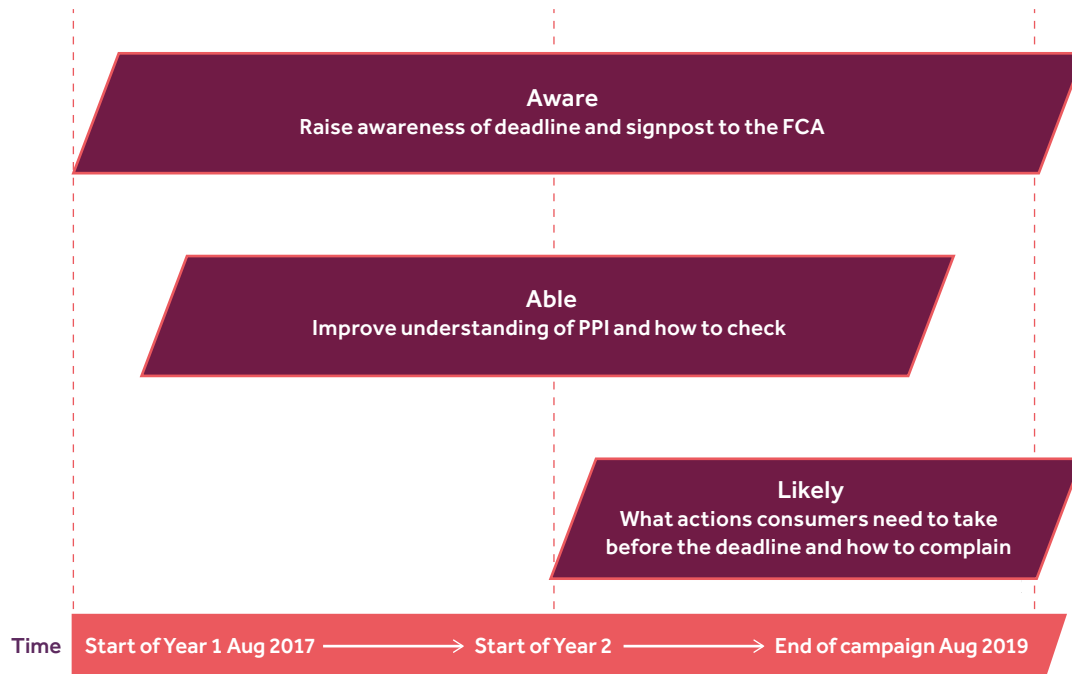 Aware
Raise awareness of deadline and signpost to the FCA
Able
Improve understanding of PPI and how to check
Likely
What actions consumers need to take
before the deadline and how to complain
Time
Start of Year 1 Aug 2017
Start of Year 2
End of campaign Aug 2019